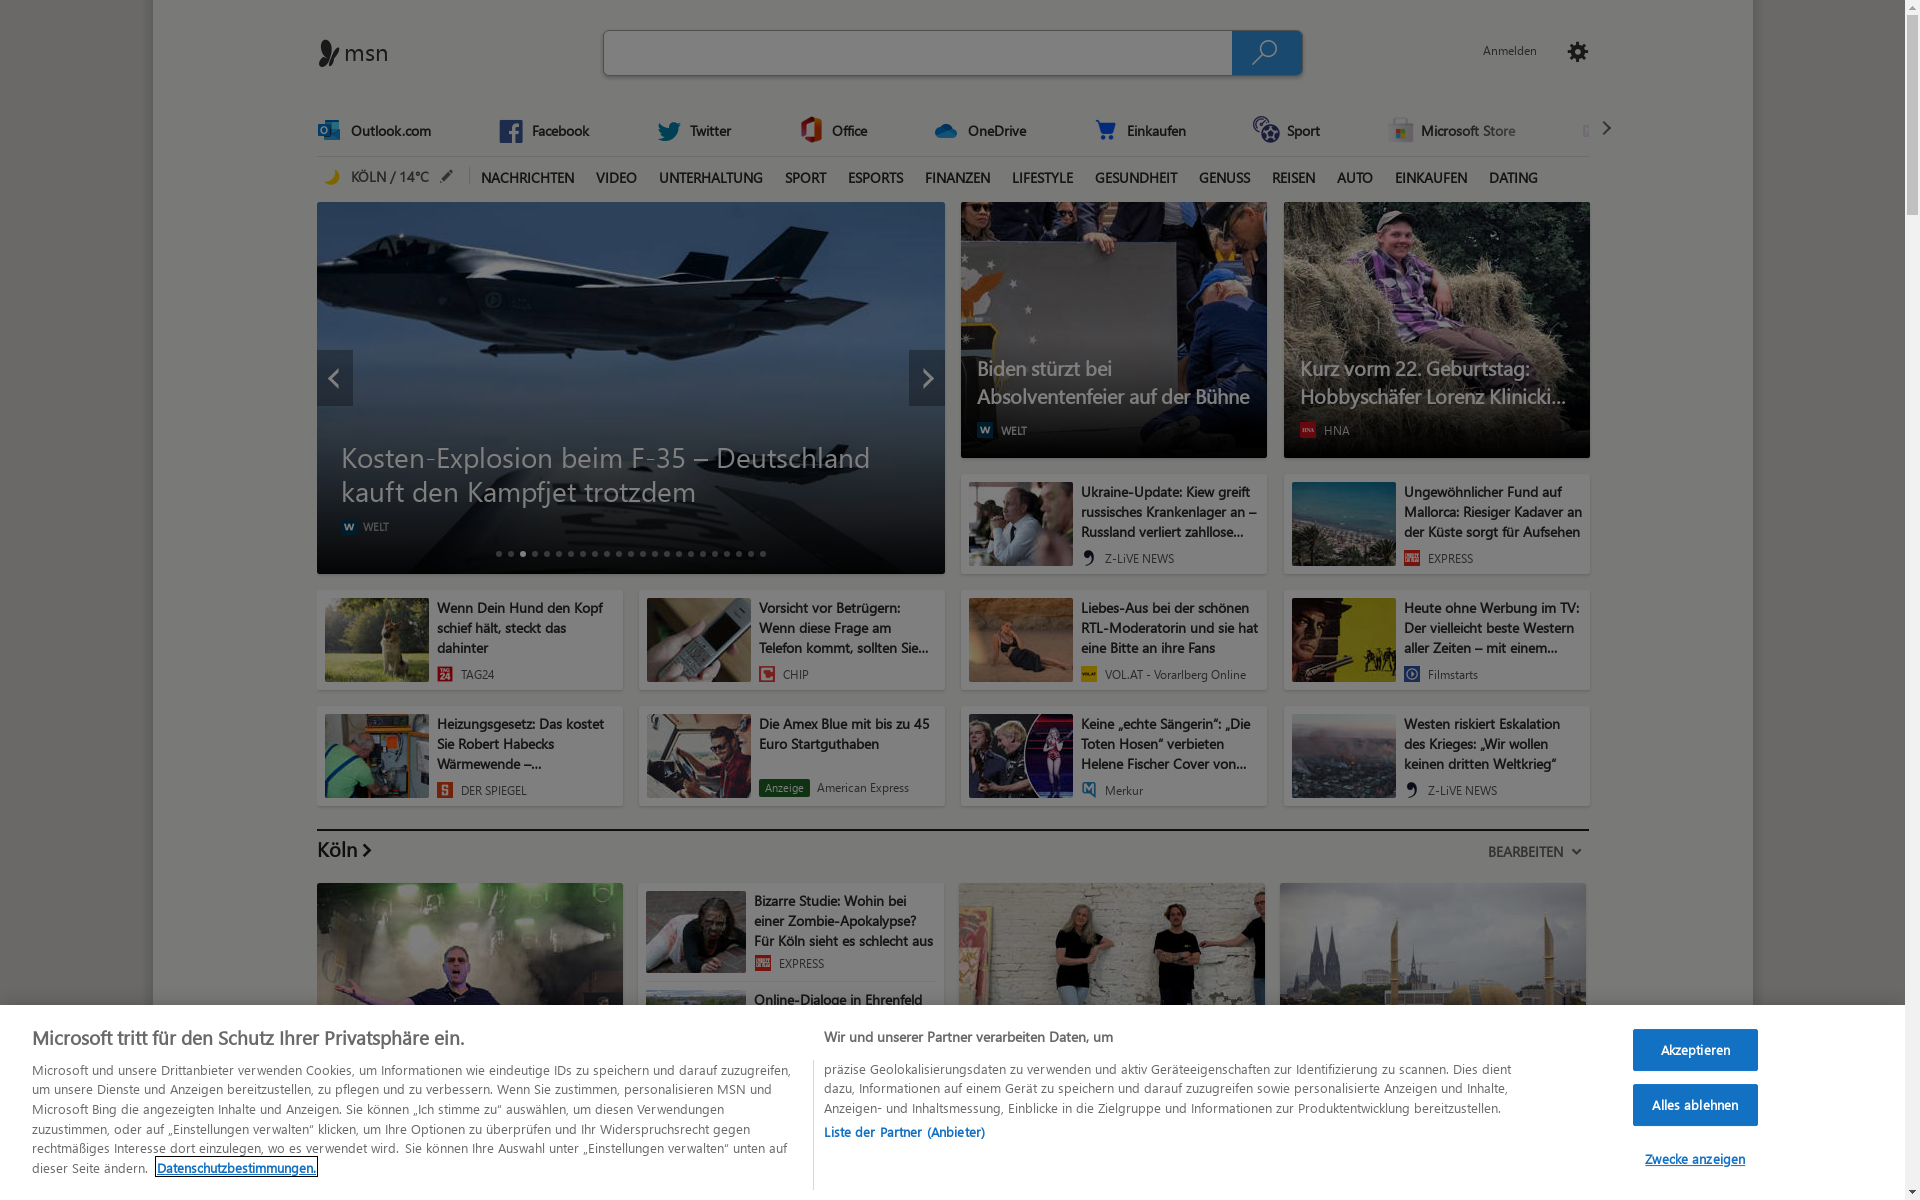 msn
Anmelden
Outlook.com
Facebook
Twitter
Office
OneDrive
Einkaufen
Sport
Microsoft Store
KÖLN / 14°C
NACHRICHTEN
VIDEO
UNTERHALTUNG
SPORT
ESPORTS
FINANZEN
LIFESTYLE
GESUNDHEIT
GENUSS
REISEN
AUTO
EINKAUFEN
DATING
Kosten-Explosion beim F-35 – Deutschland
kauft den Kampfjet trotzdem
WELT
Biden stürzt bei
Absolventenfeier auf der Bühne
WELT
Kurz vorm 22. Geburtstag:
Hobbyschäfer Lorenz Klinicki...
HNA
Ukraine-Update: Kiew greift
russisches Krankenlager an –
Russland verliert zahllose...
Z-LiVE NEWS
Ungewöhnlicher Fund auf
Mallorca: Riesiger Kadaver an
der Küste sorgt für Aufsehen
EXPRESS
Wenn Dein Hund den Kopf
schief hält, steckt das
dahinter
TAG24
Vorsicht vor Betrügern:
Wenn diese Frage am
Telefon kommt, sollten Sie...
CHIP
Liebes-Aus bei der schönen
RTL-Moderatorin und sie hat
eine Bitte an ihre Fans
VOL.AT - Vorarlberg Online
Heute ohne Werbung im TV:
Der vielleicht beste Western
aller Zeiten – mit einem...
Filmstarts
Heizungsgesetz: Das kostet
Sie Robert Habecks
Wärmewende –...
DER SPIEGEL
Die Amex Blue mit bis zu 45
Euro Startguthaben
Anzeige
American Express
Keine „echte Sängerin“: „Die
Toten Hosen“ verbieten
Helene Fischer Cover von...
Merkur
Westen riskiert Eskalation
des Krieges: „Wir wollen
keinen dritten Weltkrieg“
Z-LiVE NEWS
Köln
BEARBEITEN
Bizarre Studie: Wohin bei
einer Zombie-Apokalypse?
Für Köln sieht es schlecht aus
EXPRESS
Online-Dialoge in Ehrenfeld
Microsoft tritt für den Schutz Ihrer Privatsphäre ein.
Microsoft und unsere Drittanbieter verwenden Cookies, um Informationen wie eindeutige IDs zu speichern und darauf zuzugreifen,
um unsere Dienste und Anzeigen bereitzustellen, zu pflegen und zu verbessern. Wenn Sie zustimmen, personalisieren MSN und
Microsoft Bing die angezeigten Inhalte und Anzeigen. Sie können „Ich stimme zu“ auswählen, um diesen Verwendungen
zuzustimmen, oder auf „Einstellungen verwalten“ klicken, um Ihre Optionen zu überprüfen und Ihr Widerspruchsrecht gegen
rechtmäßiges Interesse dort einzulegen, wo es verwendet wird. Sie können Ihre Auswahl unter „Einstellungen verwalten“ unten auf
dieser Seite ändern. Datenschutzbestimmungen.
Wir und unserer Partner verarbeiten Daten, um
präzise Geolokalisierungsdaten zu verwenden und aktiv Geräteeigenschaften zur Identifizierung zu scannen. Dies dient
dazu, Informationen auf einem Gerät zu speichern und darauf zuzugreifen sowie personalisierte Anzeigen und Inhalte,
Anzeigen- und Inhaltsmessung, Einblicke in die Zielgruppe und Informationen zur Produktentwicklung bereitzustellen.
Liste der Partner (Anbieter)
Akzeptieren
Alles ablehnen
Zwecke anzeigen